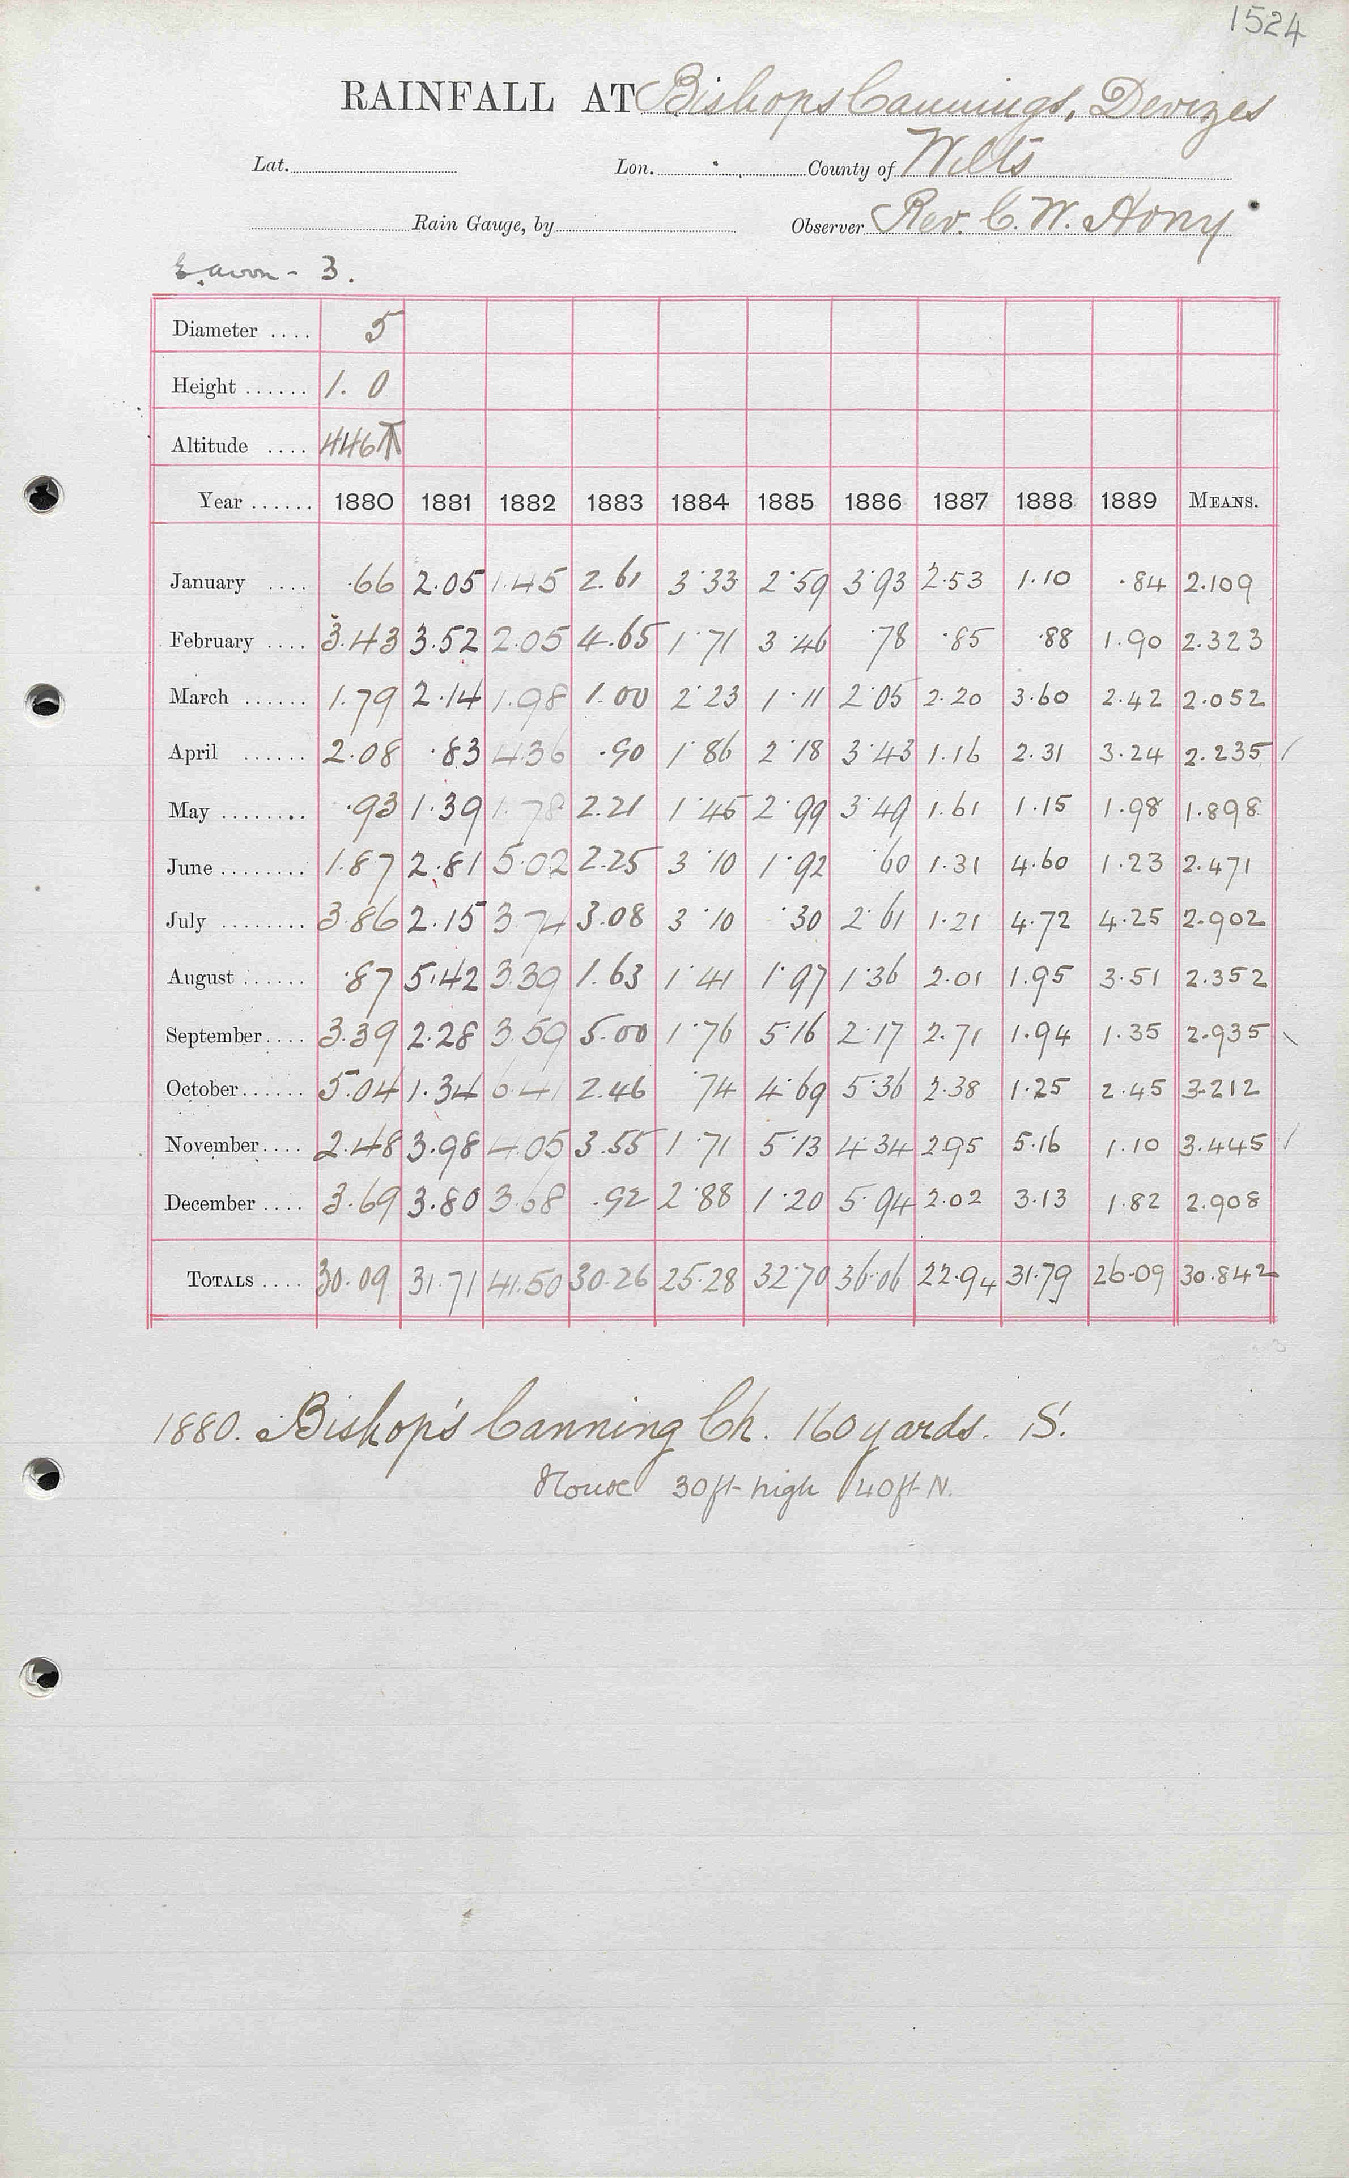 1524
RAINFALL AT Bishops Cannings, Devizes
Lat. Lon. County of Wilts
Rain Gauge, by Observer Rev. C. W. Hony
Avon - 3.
Diameter .... 5
Height ...... 1. 0
Altitude .... 446 T
Year ...... 1880 1881 1882 1883 1884 1885 1886 1887 1888 1889 MEANS.
January .... .66 2.05 1.45 2.61 3.33 2.59 3.93 2.53 1.10 .84 2.109
February .... 3.43 3.52 2.05 4.65 1.71 3.46 .78 .85 .88 1.90 2.323
March ...... 1.79 2.14 1.98 1.00 2.23 1.11 2.05 2.20 3.60 2.42 2.052
April ...... 2.08 .83 4.36 .90 1.86 2.18 3.43 1.16 2.31 3.24 2.235
May ........ .93 1.39 1.78 2.21 1.45 2.99 3.49 1.61 1.15 1.98 1.898
June ........ 1.87 2.81 5.02 2.25 3.10 1.92 .60 1.31 4.60 1.23 2.471
July ........ 3.86 2.15 3.74 3.08 3.10 .30 2.61 1.21 4.72 4.25 2.902
August ...... .87 5.42 3.39 1.63 1.41 1.97 1.36 2.01 1.95 3.51 2.352
September .... 3.39 2.28 3.59 5.00 1.76 5.16 2.17 2.71 1.94 1.35 2.935
October ...... 5.04 1.34 6.41 2.46 .74 4.69 5.36 2.38 1.25 2.45 3.212
November .... 2.48 3.98 4.05 3.55 1.71 5.13 4.34 2.95 5.16 1.10 3.445
December .... 3.69 3.80 3.68 .92 2.88 1.20 5.94 2.02 3.13 1.82 2.908
TOTALS .... 30.09 31.71 41.50 30.26 25.28 32.70 36.06 22.94 31.79 26.09 30.842
1880. Bishop's Canning Ch. 160 yards. S.
House 30ft high 40ft N.